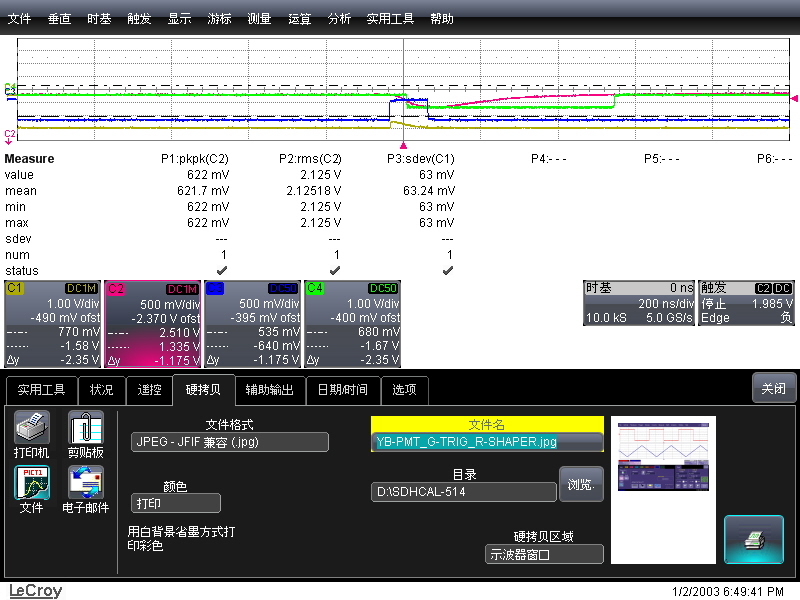 文件 垂直 时基 触发 显示 游标 测量 运算 分析 实用工具 帮助
C2
Measure P1:pkpk(C2) P2:rms(C2) P3:sdev(C1) P4:- - - P5:- - - P6:- - -
value 622 mV 2.125 V 63 mV
mean 621.7 mV 2.12518 V 63.24 mV
min 622 mV 2.125 V 63 mV
max 622 mV 2.125 V 63 mV
sdev --- --- ---
num 1 1 1
status ✓ ✓ ✓
C1 DC1M C2 DC1M DC50 C4 DC50 时基 0 ns 触发 C2 DC
1.00 V/div 500 mV/div 500 mV/div 1.00 V/div 200 ns/div 停止 1.985 V
-490 mV ofst -2.370 V ofst -395 mV ofst -400 mV ofst 10.0 kS 5.0 GS/s Edge 负
770 mV 2.510 V 535 mV 680 mV
-1.58 V 1.335 V -640 mV -1.67 V
Δy -2.35 V Δy -1.175 V Δy -1.175 V Δy -2.35 V
实用工具 状况 遥控 硬拷贝 辅助输出 日期/时间 选项 关闭
打印机 剪贴板 文件 电子邮件
PICT1
文件格式
JPEG - JFIF 兼容 (.jpg)
颜色
打印
用白背景省墨方式打
印彩色
文件名
YB-PMT_G-TRIG_R-SHAPER.jpg
目录
D:\SDHCAL-514
浏览.
硬拷贝区域
示波器窗口
LeCroy 1/2/2003 6:49:41 PM